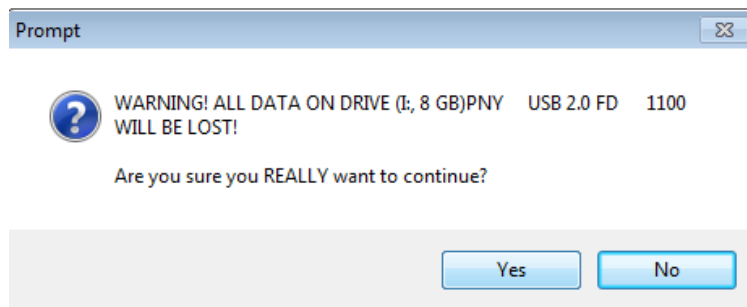 Prompt
WARNING! ALL DATA ON DRIVE (I:, 8 GB)PNY USB 2.0 FD 1100
WILL BE LOST!
Are you sure you REALLY want to continue?
Yes No